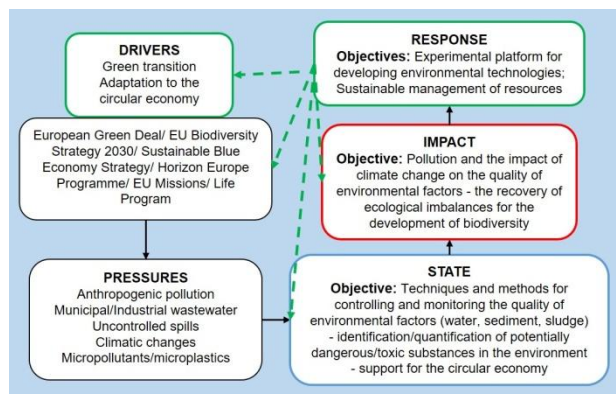 DRIVERS
Green transition
Adaptation to the
circular economy
European Green Deal/ EU Biodiversity
Strategy 2030/ Sustainable Blue
Economy Strategy/ Horizon Europe
Programme/ EU Missions/ Life
Program
PRESSURES
Anthropogenic pollution
Municipal/Industrial wastewater
Uncontrolled spills
Climatic changes
Micropollutants/microplastics
RESPONSE
Objectives: Experimental platform for
developing environmental technologies;
Sustainable management of resources
IMPACT
Objective: Pollution and the impact of
climate change on the quality of
environmental factors - the recovery of
ecological imbalances for the
development of biodiversity
STATE
Objective: Techniques and methods for
controlling and monitoring the quality of
environmental factors (water, sediment, sludge)
- identification/quantification of potentially
dangerous/toxic substances in the environment
- support for the circular economy